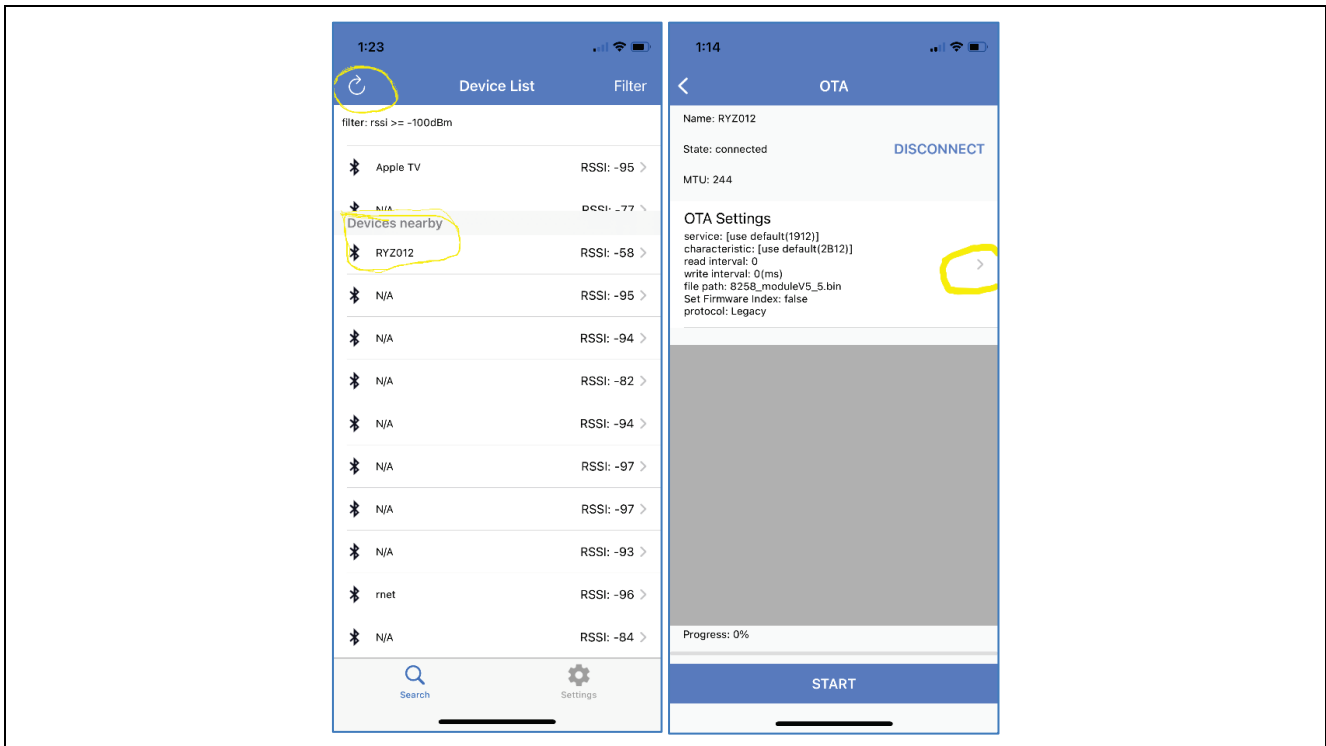 1:23
Device List
Filter
filter: rssi >= -100dBm
Apple TV
RSSI: -95
N/A
RSSI: -77
Devices nearby
RYZ012
RSSI: -58
N/A
RSSI: -95
N/A
RSSI: -94
N/A
RSSI: -82
N/A
RSSI: -94
N/A
RSSI: -97
N/A
RSSI: -97
N/A
RSSI: -93
rnet
RSSI: -96
N/A
RSSI: -84
Search
Settings
1:14
OTA
Name: RYZ012
State: connected
DISCONNECT
MTU: 244
OTA Settings
service: [use default(1912)]
characteristic: [use default(2B12)]
read interval: 0
write interval: 0(ms)
file path: 8258_moduleV5_5.bin
Set Firmware Index: false
protocol: Legacy
Progress: 0%
START